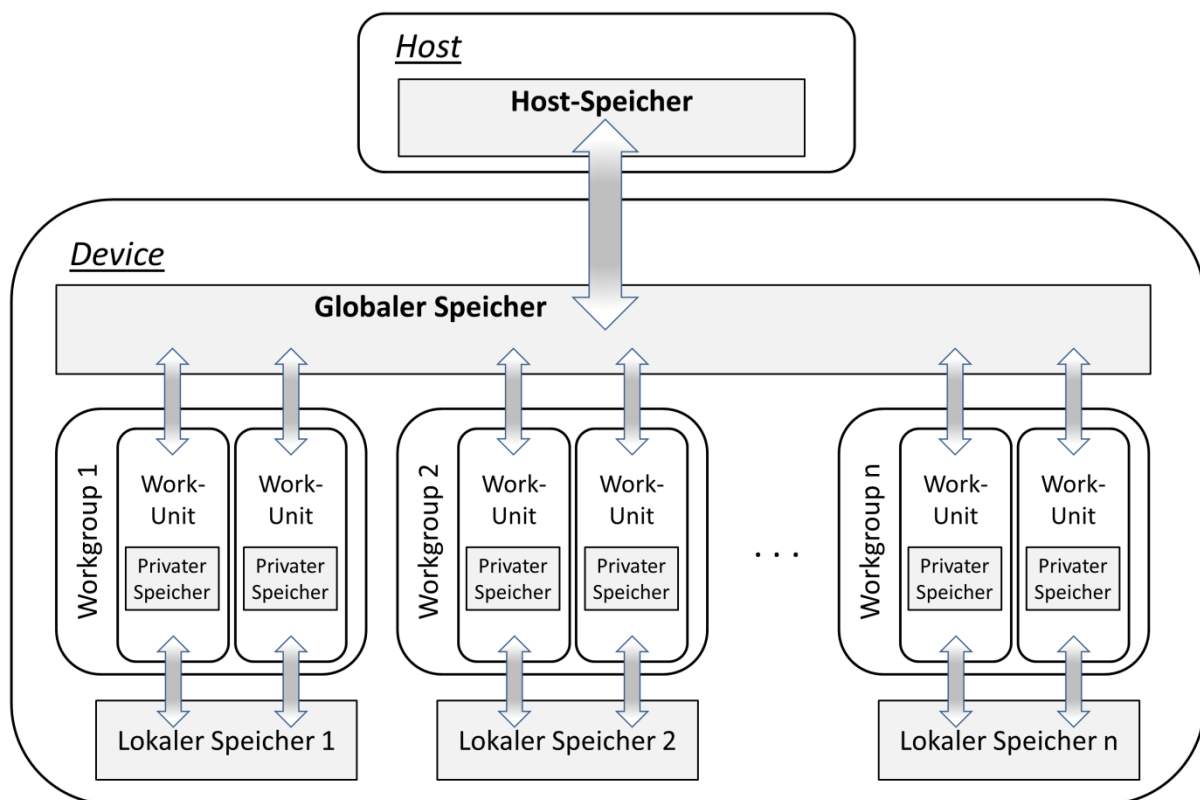 Host
Host-Speicher
Device
Globaler Speicher
Workgroup 1
Work-
Unit
Privater
Speicher
Work-
Unit
Privater
Speicher
Workgroup 2
Work-
Unit
Privater
Speicher
Work-
Unit
Privater
Speicher
. . .
Workgroup n
Work-
Unit
Privater
Speicher
Work-
Unit
Privater
Speicher
Lokaler Speicher 1
Lokaler Speicher 2
Lokaler Speicher n